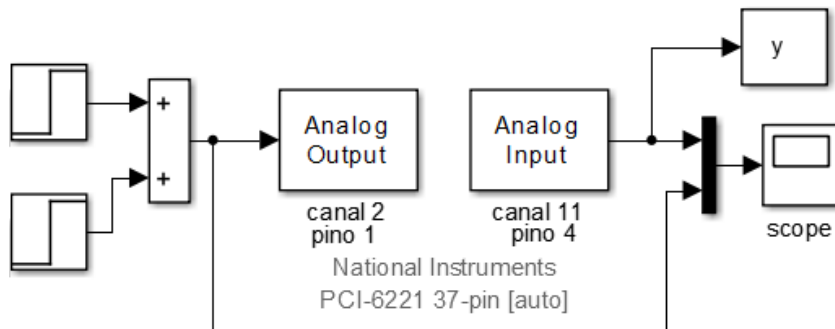 y
+
+
Analog
Output
Analog
Input
canal 2
pino 1
canal 11
pino 4
scope
National Instruments
PCI-6221 37-pin [auto]